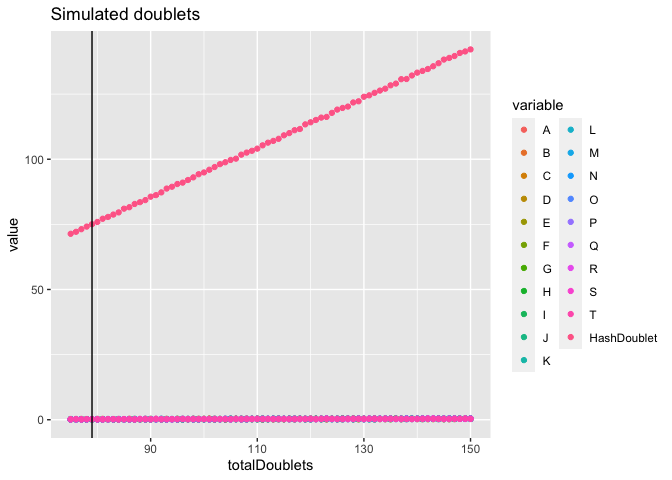 Simulated doublets
value
100
50
0
90
110
130
150
totalDoublets
variable
A
B
C
D
E
F
G
H
I
J
K
L
M
N
O
P
Q
R
S
T
HashDoublet